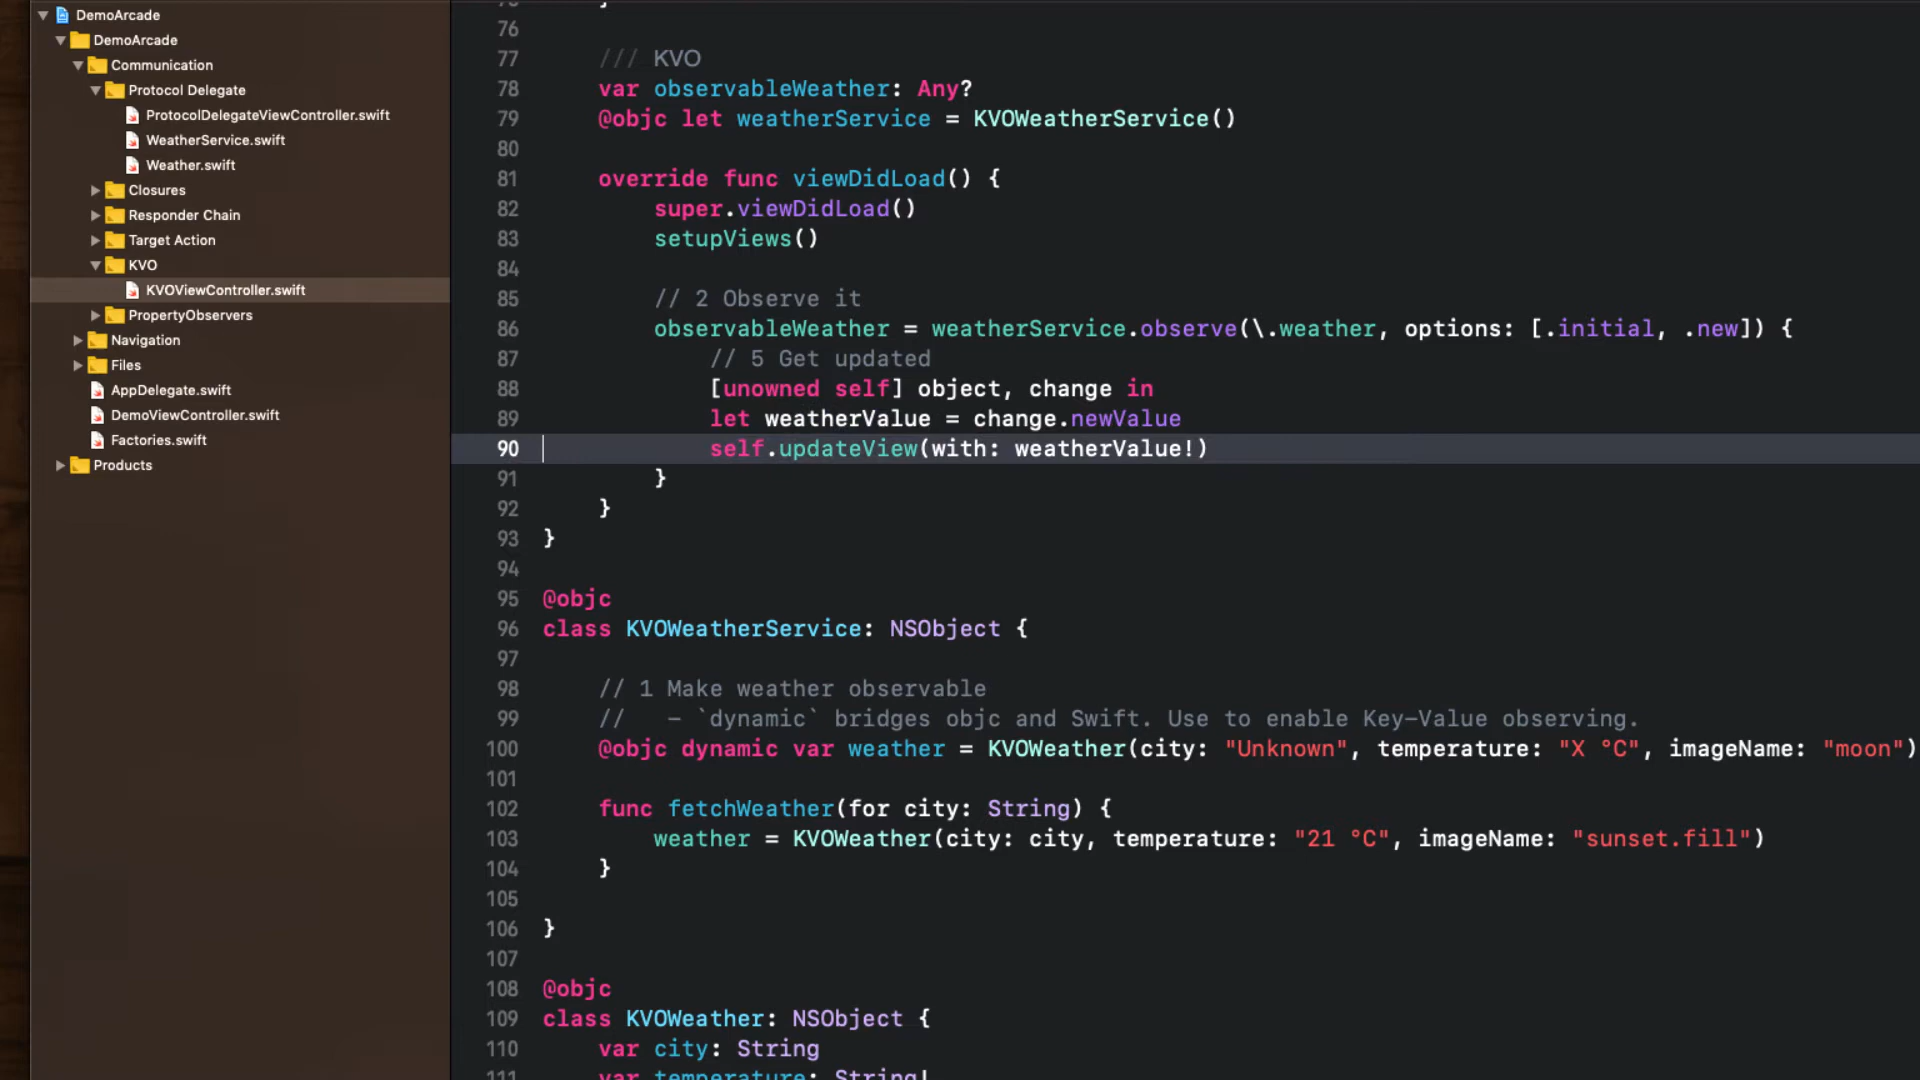 DemoArcade
DemoArcade
Communication
Protocol Delegate
ProtocolDelegateViewController.swift
WeatherService.swift
Weather.swift
Closures
Responder Chain
Target Action
KVO
KVOViewController.swift
PropertyObservers
Navigation
Files
AppDelegate.swift
DemoViewController.swift
Factories.swift
Products
76
77 /// KVO
78 var observableWeather: Any?
79 @objc let weatherService = KVOWeatherService()
80
81 override func viewDidLoad() {
82 super.viewDidLoad()
83 setupViews()
84
85 // 2 Observe it
86 observableWeather = weatherService.observe(\.weather, options: [.initial, .new]) {
87 // 5 Get updated
88 [unowned self] object, change in
89 let weatherValue = change.newValue
90 self.updateView(with: weatherValue!)
91 }
92 }
93 }
94
95 @objc
96 class KVOWeatherService: NSObject {
97
98 // 1 Make weather observable
99 // - `dynamic` bridges objc and Swift. Use to enable Key-Value observing.
100 @objc dynamic var weather = KVOWeather(city: "Unknown", temperature: "X °C", imageName: "moon")
101
102 func fetchWeather(for city: String) {
103 weather = KVOWeather(city: city, temperature: "21 °C", imageName: "sunset.fill")
104 }
105
106 }
107
108 @objc
109 class KVOWeather: NSObject {
110 var city: String
111 var temperature: String